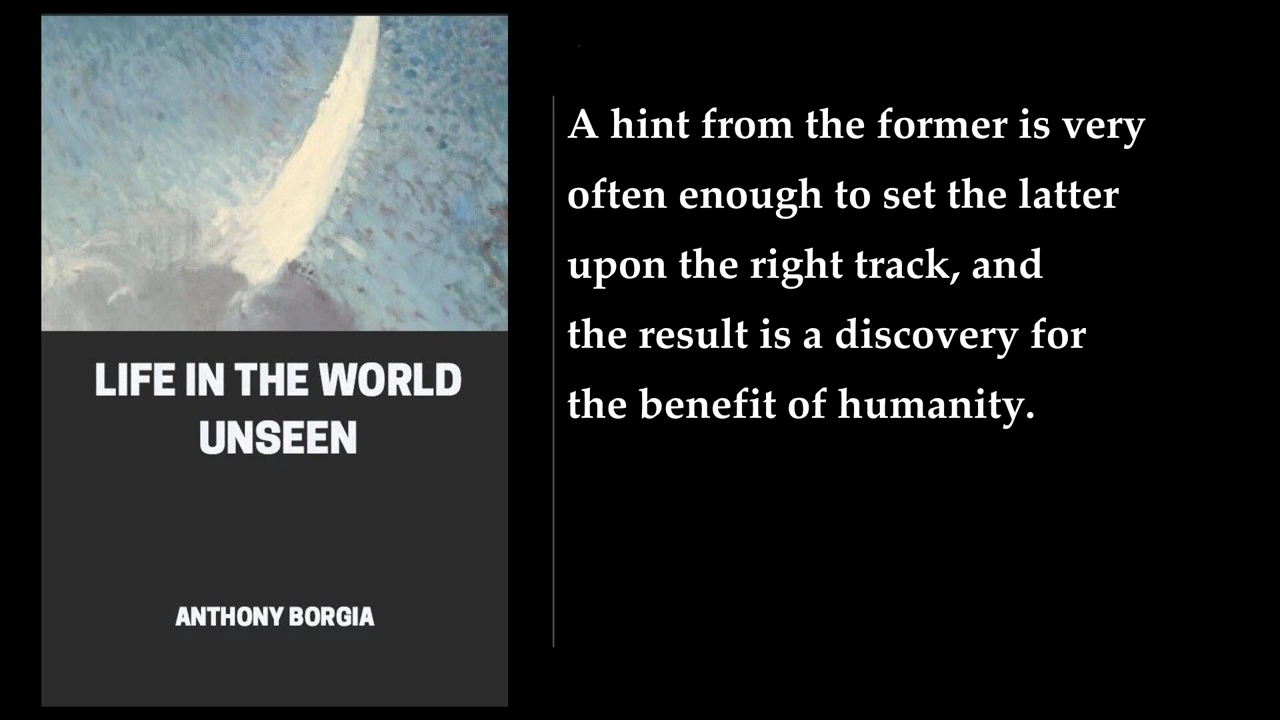 LIFE IN THE WORLD
UNSEEN
ANTHONY BORGIA
A hint from the former is very
often enough to set the latter
upon the right track, and
the result is a discovery for
the benefit of humanity.